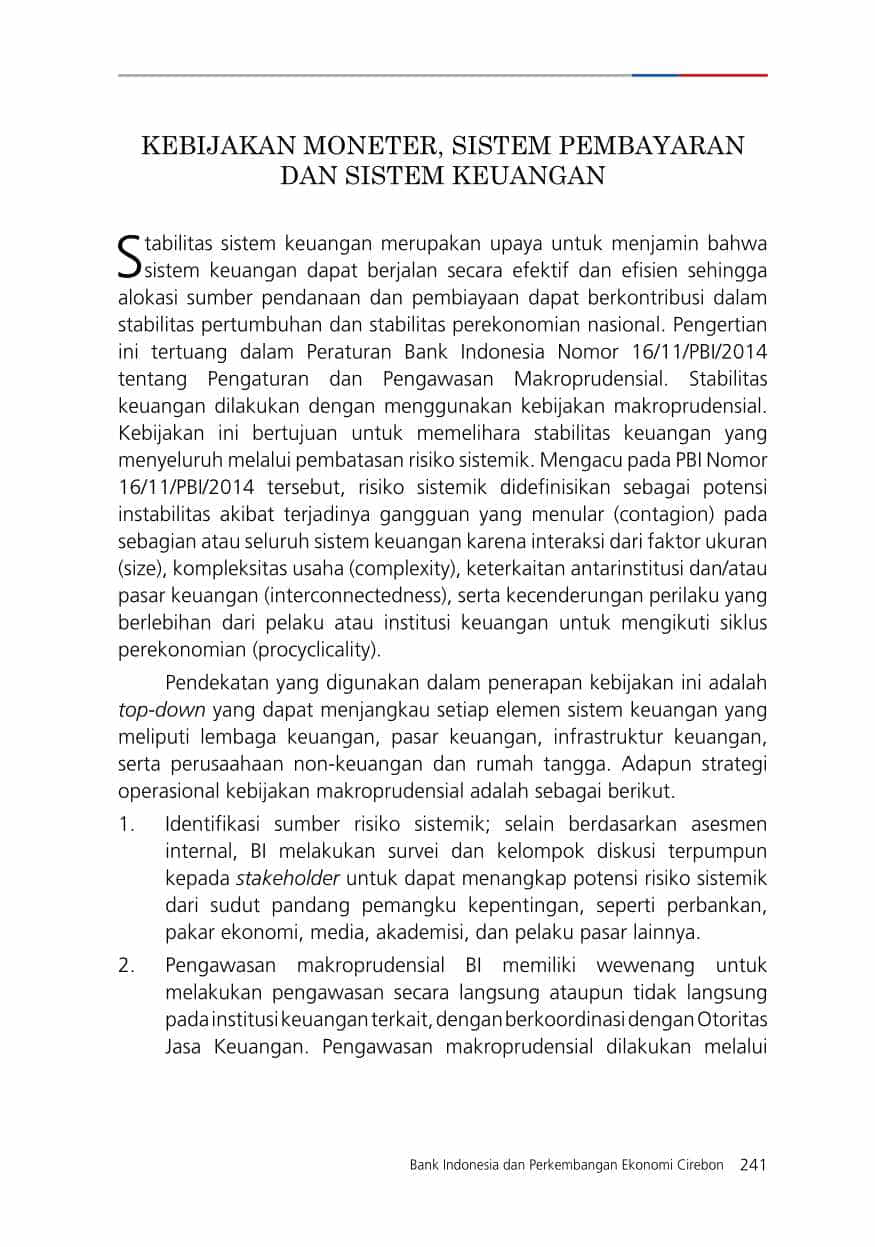 KEBIJAKAN MONETER, SISTEM PEMBAYARAN
DAN SISTEM KEUANGAN
Stabilitas sistem keuangan merupakan upaya untuk menjamin bahwa
sistem keuangan dapat berjalan secara efektif dan efisien sehingga
alokasi sumber pendanaan dan pembiayaan dapat berkontribusi dalam
stabilitas pertumbuhan dan stabilitas perekonomian nasional. Pengertian
ini tertuang dalam Peraturan Bank Indonesia Nomor 16/11/PBI/2014
tentang Pengaturan dan Pengawasan Makroprudensial. Stabilitas
keuangan dilakukan dengan menggunakan kebijakan makroprudensial.
Kebijakan ini bertujuan untuk memelihara stabilitas keuangan yang
menyeluruh melalui pembatasan risiko sistemik. Mengacu pada PBI Nomor
16/11/PBI/2014 tersebut, risiko sistemik didefinisikan sebagai potensi
instabilitas akibat terjadinya gangguan yang menular (contagion) pada
sebagian atau seluruh sistem keuangan karena interaksi dari faktor ukuran
(size), kompleksitas usaha (complexity), keterkaitan antarinstitusi dan/atau
pasar keuangan (interconnectedness), serta kecenderungan perilaku yang
berlebihan dari pelaku atau institusi keuangan untuk mengikuti siklus
perekonomian (procyclicality).
Pendekatan yang digunakan dalam penerapan kebijakan ini adalah
top-down yang dapat menjangkau setiap elemen sistem keuangan yang
meliputi lembaga keuangan, pasar keuangan, infrastruktur keuangan,
serta perusaahaan non-keuangan dan rumah tangga. Adapun strategi
operasional kebijakan makroprudensial adalah sebagai berikut.
1. Identifikasi sumber risiko sistemik; selain berdasarkan asesmen
internal, BI melakukan survei dan kelompok diskusi terpumpun
kepada stakeholder untuk dapat menangkap potensi risiko sistemik
dari sudut pandang pemangku kepentingan, seperti perbankan,
pakar ekonomi, media, akademisi, dan pelaku pasar lainnya.
2. Pengawasan makroprudensial BI memiliki wewenang untuk
melakukan pengawasan secara langsung ataupun tidak langsung
pada institusi keuangan terkait, dengan berkoordinasi dengan Otoritas
Jasa Keuangan. Pengawasan makroprudensial dilakukan melalui
Bank Indonesia dan Perkembangan Ekonomi Cirebon 241